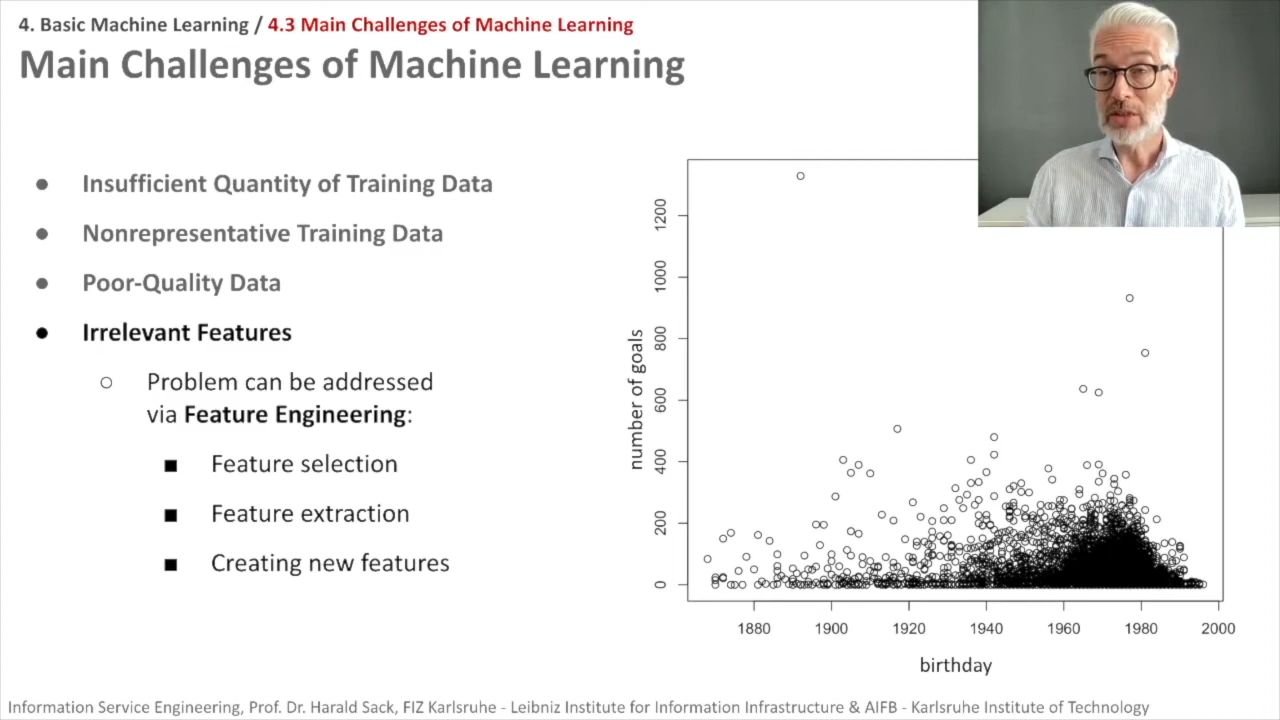 4. Basic Machine Learning / 4.3 Main Challenges of Machine Learning
Main Challenges of Machine Learning
● Insufficient Quantity of Training Data
● Nonrepresentative Training Data
● Poor-Quality Data
● Irrelevant Features
○ Problem can be addressed
via Feature Engineering:
■ Feature selection
■ Feature extraction
■ Creating new features
number of goals
1200
1000
800
600
400
200
0
1880 1900 1920 1940 1960 1980 2000
birthday
Information Service Engineering, Prof. Dr. Harald Sack, FIZ Karlsruhe - Leibniz Institute for Information Infrastructure & AIFB - Karlsruhe Institute of Technology